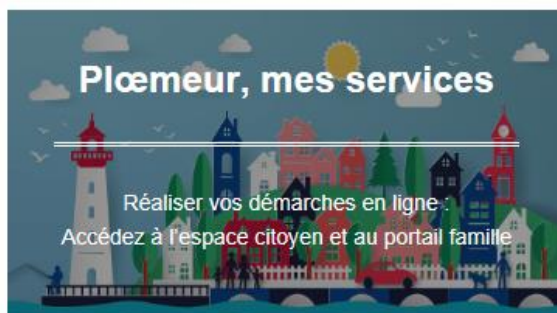 Plœmeur, mes services
Réaliser vos démarches en ligne :
Accédez à l'espace citoyen et au portail famille